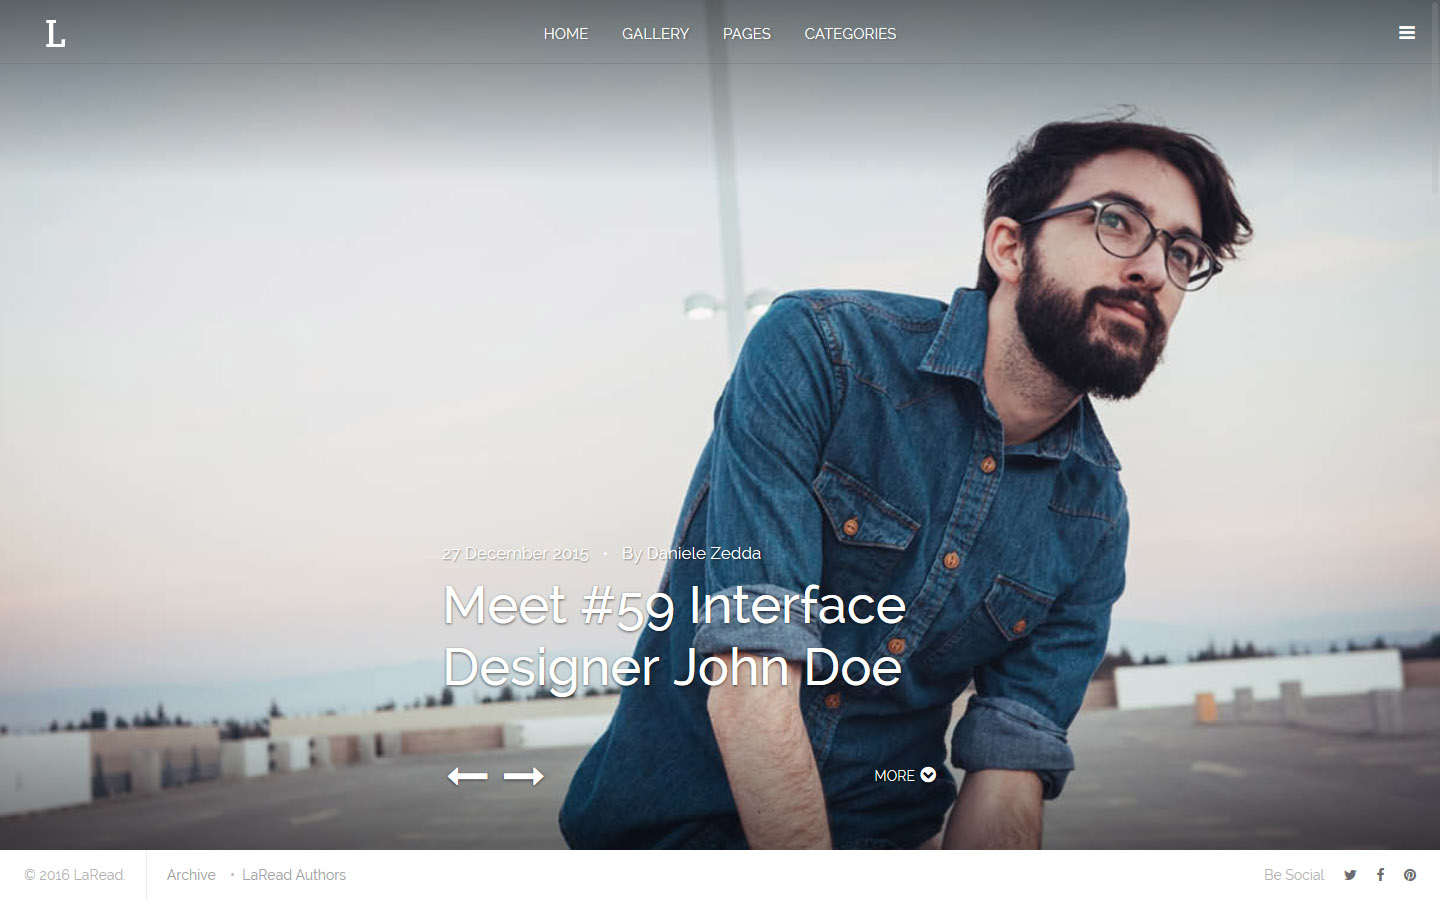 L
HOME GALLERY PAGES CATEGORIES
27 December 2015 • By Daniele Zedda
Meet #59 Interface
Designer John Doe
MORE
© 2016 LaRead.
Archive • LaRead Authors
Be Social